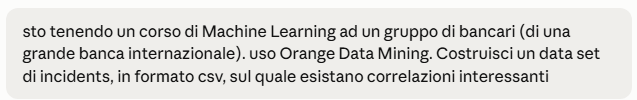 sto tenendo un corso di Machine Learning ad un gruppo di bancari (di una
grande banca internazionale). uso Orange Data Mining. Costruisci un data set
di incidents, in formato csv, sul quale esistano correlazioni interessanti